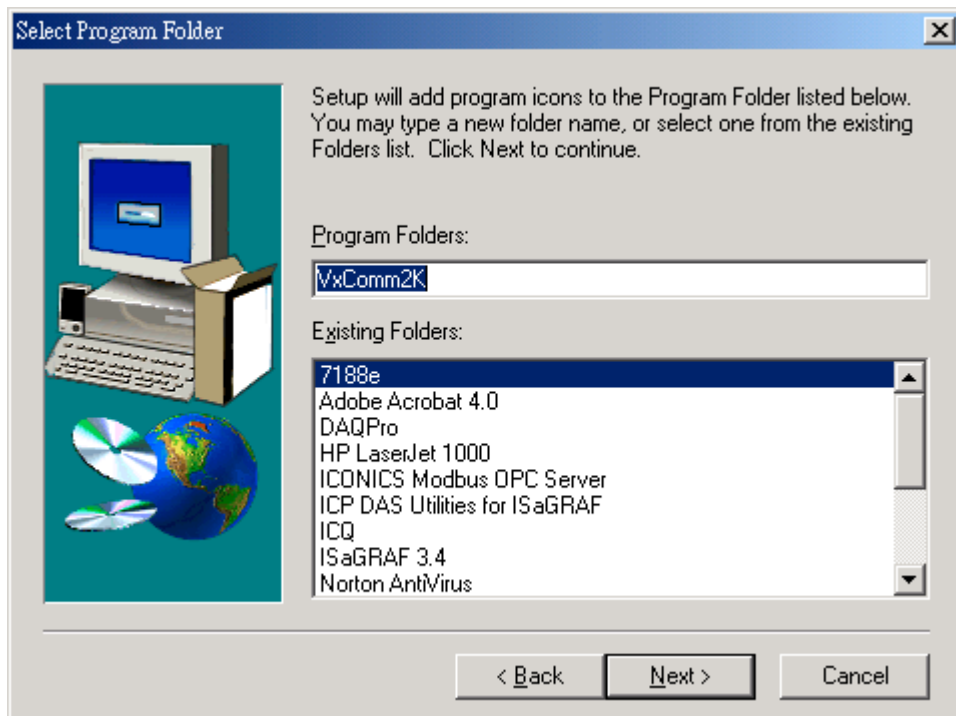 Select Program Folder
Setup will add program icons to the Program Folder listed below.
You may type a new folder name, or select one from the existing
Folders list. Click Next to continue.
Program Folders:
VxComm2K
Existing Folders:
7188e
Adobe Acrobat 4.0
DAQPro
HP LaserJet 1000
ICONICS Modbus OPC Server
ICP DAS Utilities for ISaGRAF
ICQ
ISaGRAF 3.4
Norton AntiVirus
< Back
Next >
Cancel